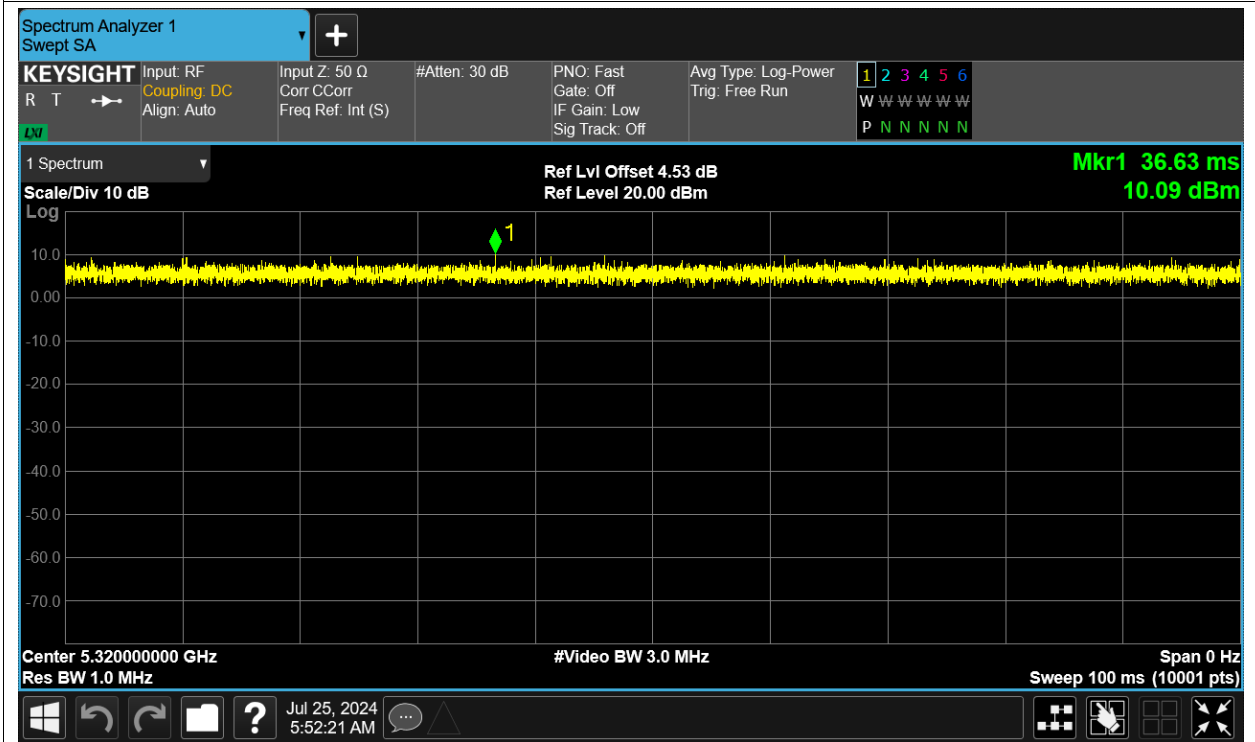 Spectrum Analyzer 1
Swept SA
+
KEYSIGHT
R T
LXI
Input: RF
Coupling: DC
Align: Auto
Input Z: 50 Ω
Corr CCorr
Freq Ref: Int (S)
#Atten: 30 dB
PNO: Fast
Gate: Off
IF Gain: Low
Sig Track: Off
Avg Type: Log-Power
Trig: Free Run
1 2 3 4 5 6
W W W W W W
P N N N N N
1 Spectrum
Scale/Div 10 dB
Ref Lvl Offset 4.53 dB
Ref Level 20.00 dBm
Mkr1 36.63 ms
10.09 dBm
Log
1
10.0
0.00
-10.0
-20.0
-30.0
-40.0
-50.0
-60.0
-70.0
Center 5.320000000 GHz
Res BW 1.0 MHz
#Video BW 3.0 MHz
Span 0 Hz
Sweep 100 ms (10001 pts)
?
Jul 25, 2024
5:52:21 AM